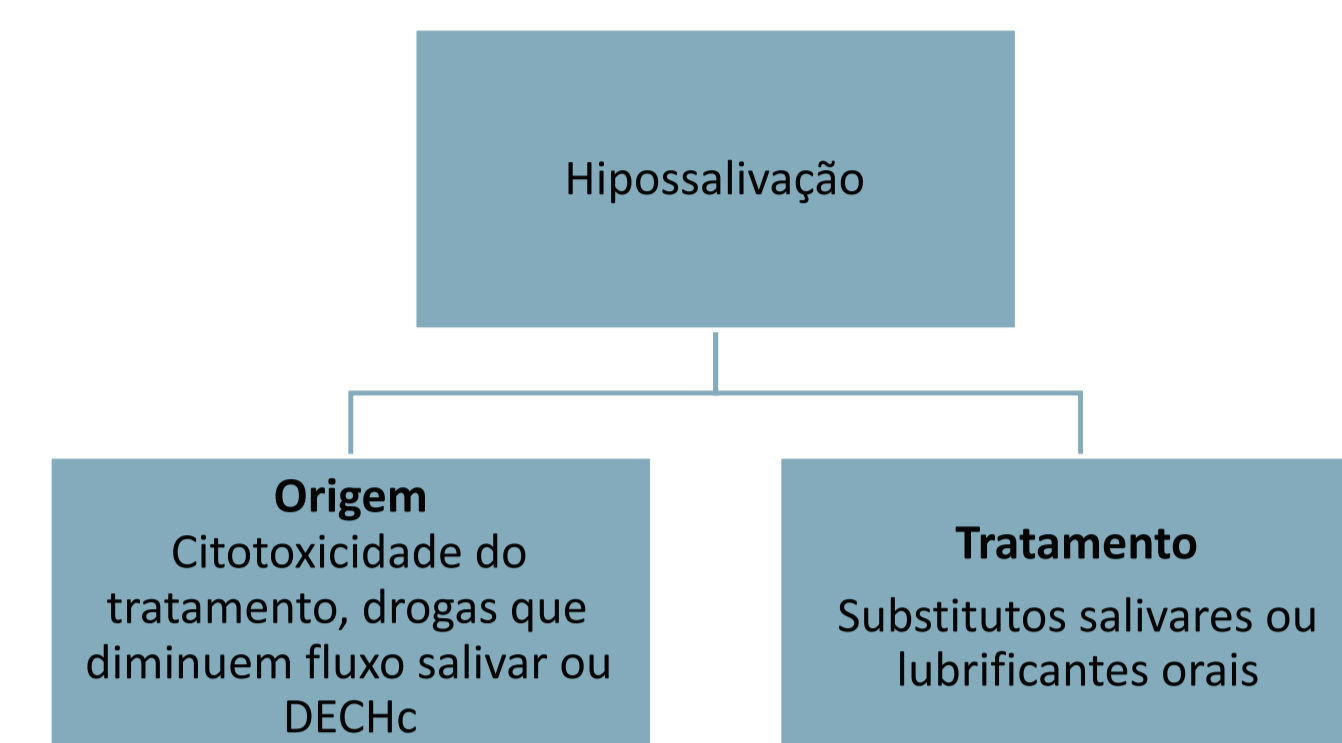 Hipossalivação
Origem
Citotoxicidade do
tratamento, drogas que
diminuem fluxo salivar ou
DECHc
Tratamento
Substitutos salivares ou
lubrificantes orais